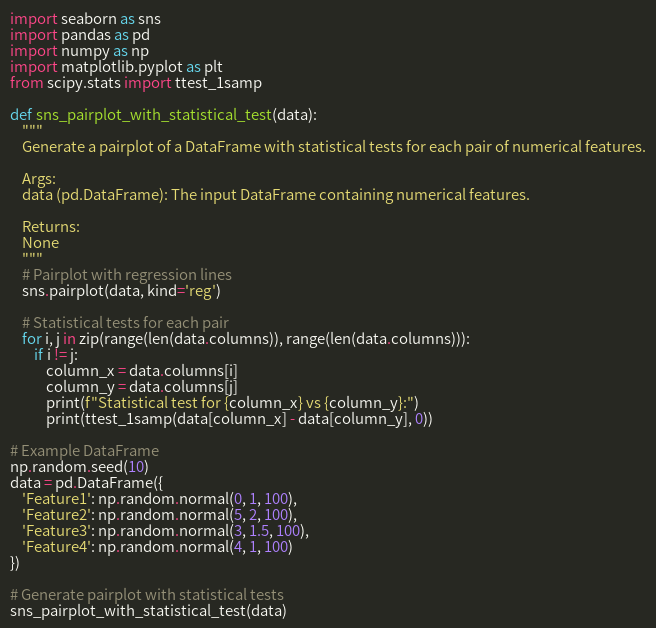 import seaborn as sns
import pandas as pd
import numpy as np
import matplotlib.pyplot as plt
from scipy.stats import ttest_1samp

def sns_pairplot_with_statistical_test(data):
    """
    Generate a pairplot of a DataFrame with statistical tests for each pair of numerical features.

    Args:
    data (pd.DataFrame): The input DataFrame containing numerical features.

    Returns:
    None
    """
    # Pairplot with regression lines
    sns.pairplot(data, kind='reg')

    # Statistical tests for each pair
    for i, j in zip(range(len(data.columns)), range(len(data.columns))):
        if i != j:
            column_x = data.columns[i]
            column_y = data.columns[j]
            print(f"Statistical test for {column_x} vs {column_y}:")
            print(ttest_1samp(data[column_x] - data[column_y], 0))

# Example DataFrame
np.random.seed(10)
data = pd.DataFrame({
    'Feature1': np.random.normal(0, 1, 100),
    'Feature2': np.random.normal(5, 2, 100),
    'Feature3': np.random.normal(3, 1.5, 100),
    'Feature4': np.random.normal(4, 1, 100)
})

# Generate pairplot with statistical tests
sns_pairplot_with_statistical_test(data)